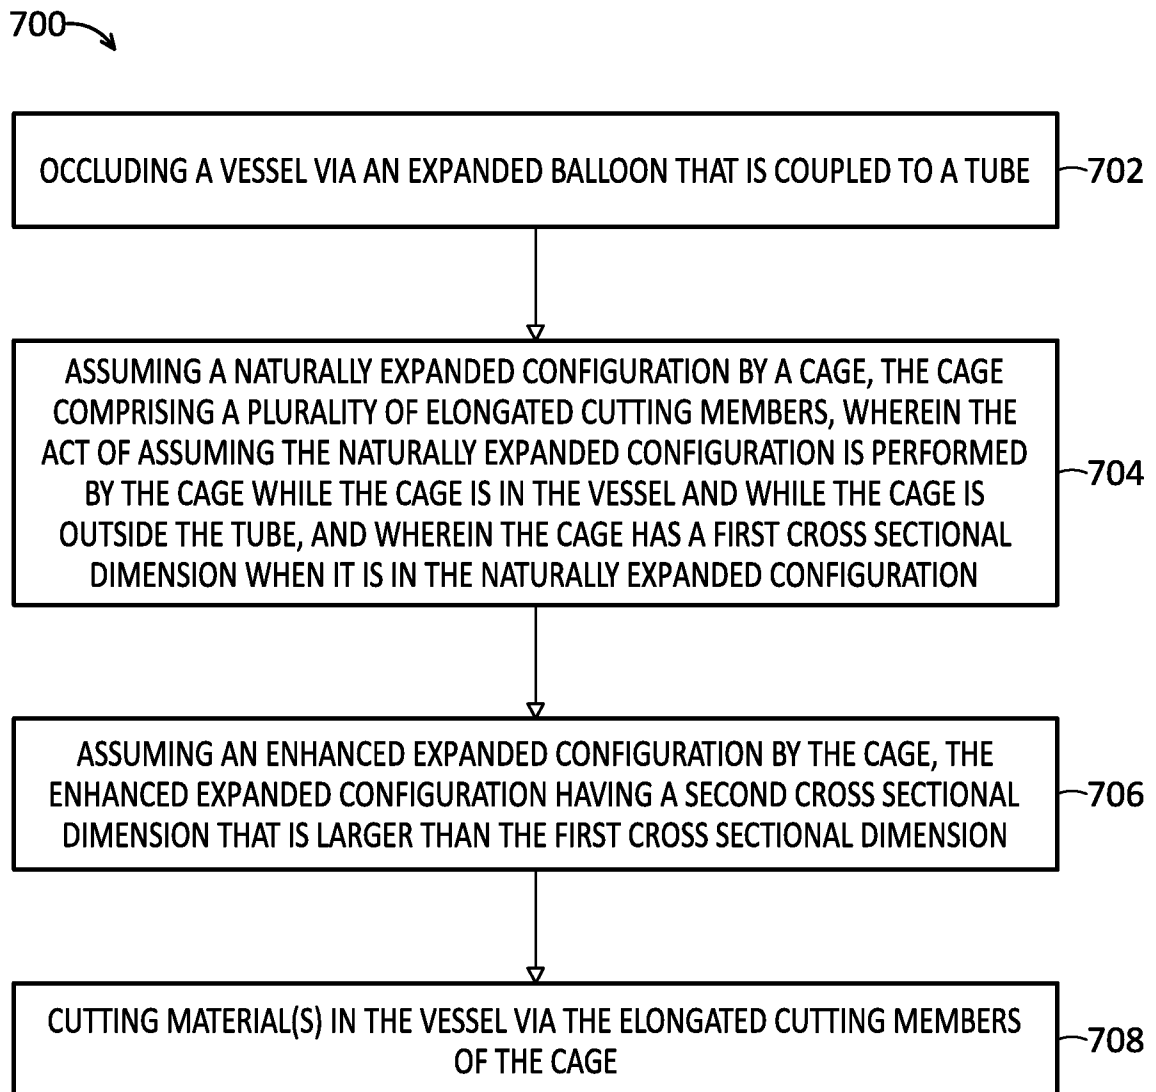 700
OCCLUDING A VESSEL VIA AN EXPANDED BALLOON THAT IS COUPLED TO A TUBE
702
ASSUMING A NATURALLY EXPANDED CONFIGURATION BY A CAGE, THE CAGE
COMPRISING A PLURALITY OF ELONGATED CUTTING MEMBERS, WHEREIN THE
ACT OF ASSUMING THE NATURALLY EXPANDED CONFIGURATION IS PERFORMED
BY THE CAGE WHILE THE CAGE IS IN THE VESSEL AND WHILE THE CAGE IS
OUTSIDE THE TUBE, AND WHEREIN THE CAGE HAS A FIRST CROSS SECTIONAL
DIMENSION WHEN IT IS IN THE NATURALLY EXPANDED CONFIGURATION
704
ASSUMING AN ENHANCED EXPANDED CONFIGURATION BY THE CAGE, THE
ENHANCED EXPANDED CONFIGURATION HAVING A SECOND CROSS SECTIONAL
DIMENSION THAT IS LARGER THAN THE FIRST CROSS SECTIONAL DIMENSION
706
CUTTING MATERIAL(S) IN THE VESSEL VIA THE ELONGATED CUTTING MEMBERS
OF THE CAGE
708